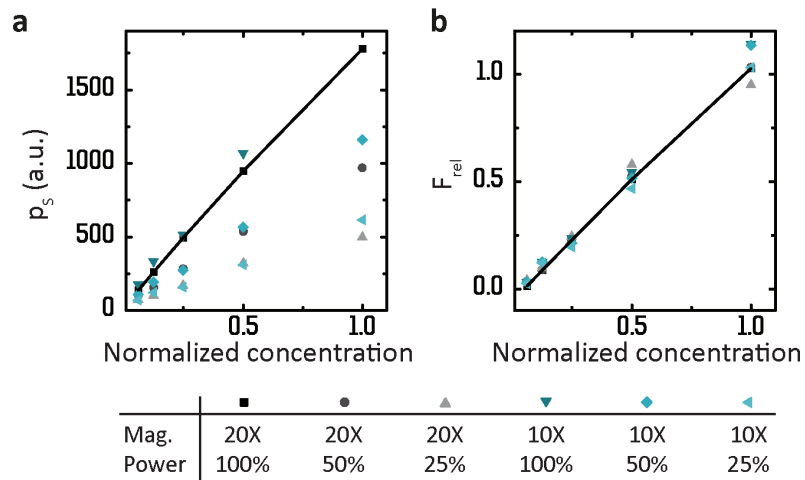 a
b
1500
1000
500
0
0.5
1.0
p_s (a.u.)
Normalized concentration
1.0
0.5
0.0
0.5
1.0
F_rel
Normalized concentration
Mag. 20X 20X 20X 10X 10X 10X
Power 100% 50% 25% 100% 50% 25%